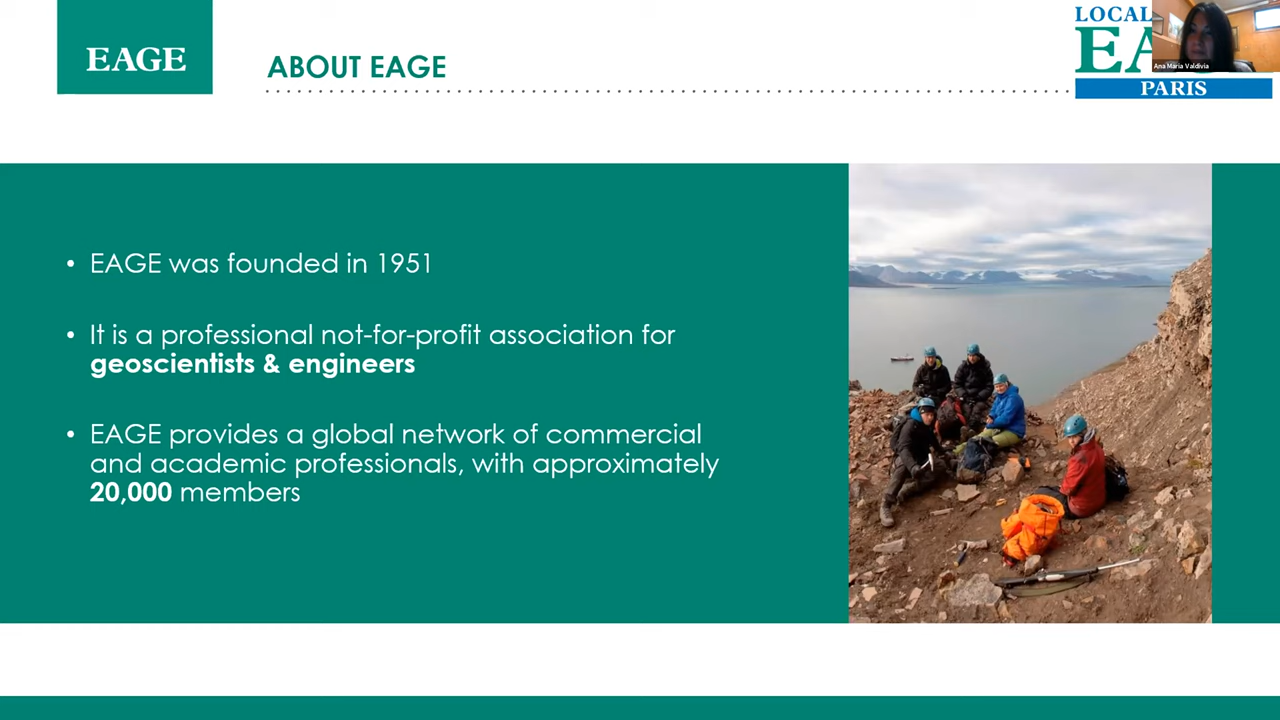 EAGE
ABOUT EAGE
LOCAL
EA
Ana Maria Valdivia
PARIS
• EAGE was founded in 1951
• It is a professional not-for-profit association for
geoscientists & engineers
• EAGE provides a global network of commercial
and academic professionals, with approximately
20,000 members